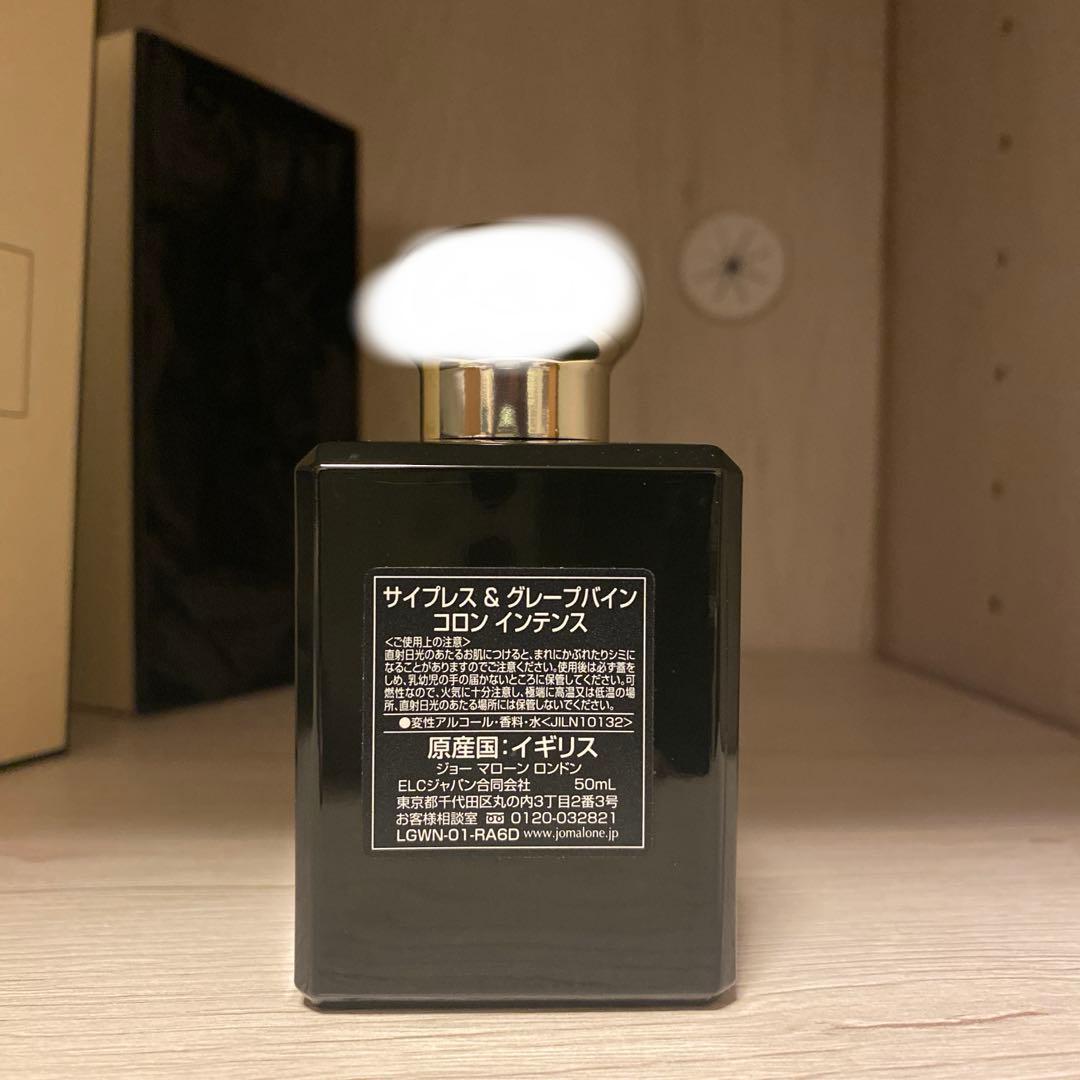 サイプレス & グレープバイン
コロン インテンス
<ご使用上の注意>
直射日光のあたるお肌につけると、まれにかぶれたりシミに
なることがありますのでご注意ください。使用後は必ず蓋を
しめ、乳幼児の手の届かないところに保管してください。可
燃性なので、火気に十分注意し、極端に高温又は低温の場
所、直射日光のあたる場所には保管しないでください。
●変性アルコール・香料・水<JILN10132>
原産国:イギリス
ジョー マローン ロンドン
ELCジャパン合同会社 50mL
東京都千代田区丸の内3丁目2番3号
お客様相談室 0120-032821
LGWN-01-RA6D www.jomalone.jp